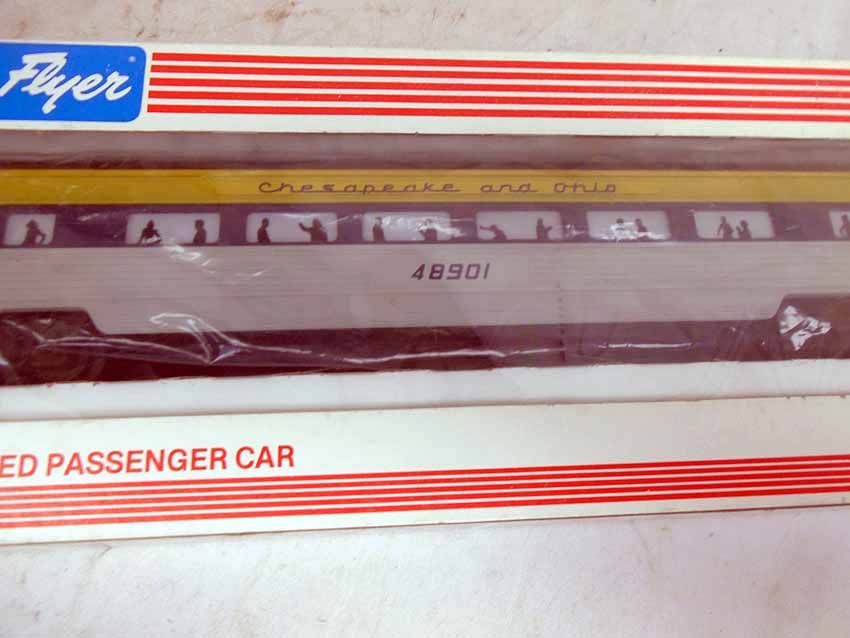 Flyer
Chesapeake and Ohio
48901
ED PASSENGER CAR